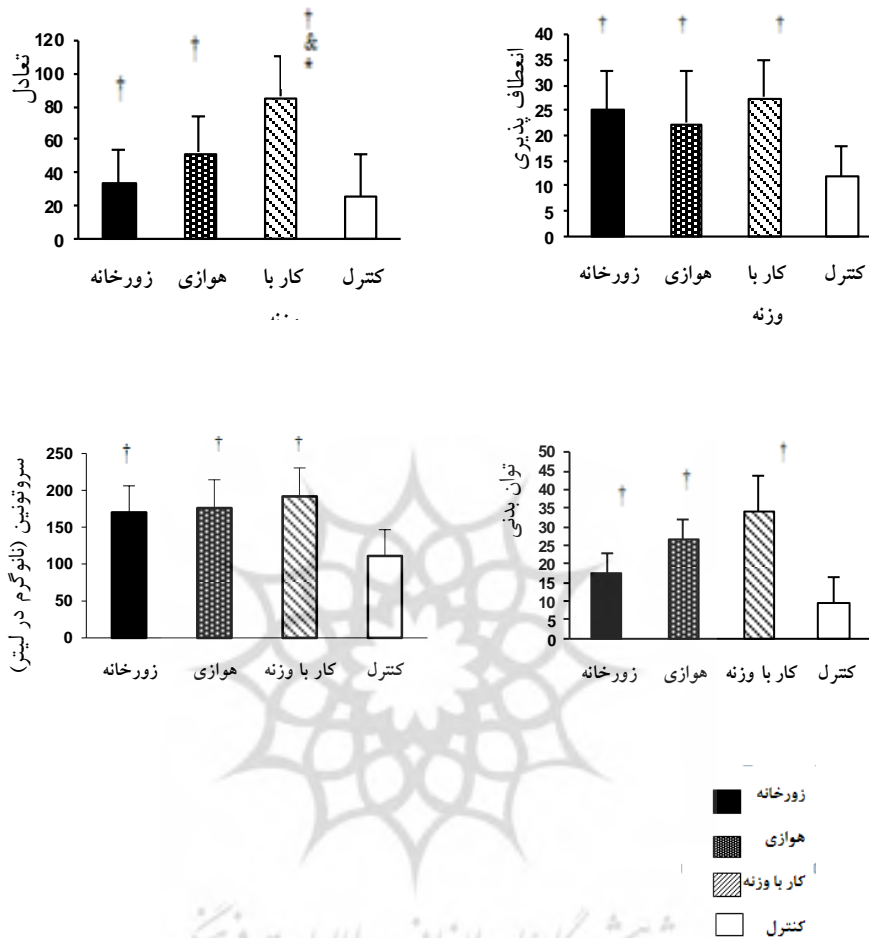 تعادل
120
100
80
60
40
20
0
†
†
†
&
*
زورخانه
هوازی
کار با
کنترل
انعطاف پذیری
40
35
30
25
20
15
10
5
0
†
†
†
زورخانه
هوازی
کار با
وزنه
کنترل
سروتونین (نانوگرم در لیتر)
250
200
150
100
50
0
†
†
†
زورخانه
هوازی
کار با وزنه
کنترل
توان بدنی
50
45
40
35
30
25
20
15
10
5
0
†
†
†
زورخانه
هوازی
کار با وزنه
کنترل
زورخانه
هوازی
کار با وزنه
کنترل